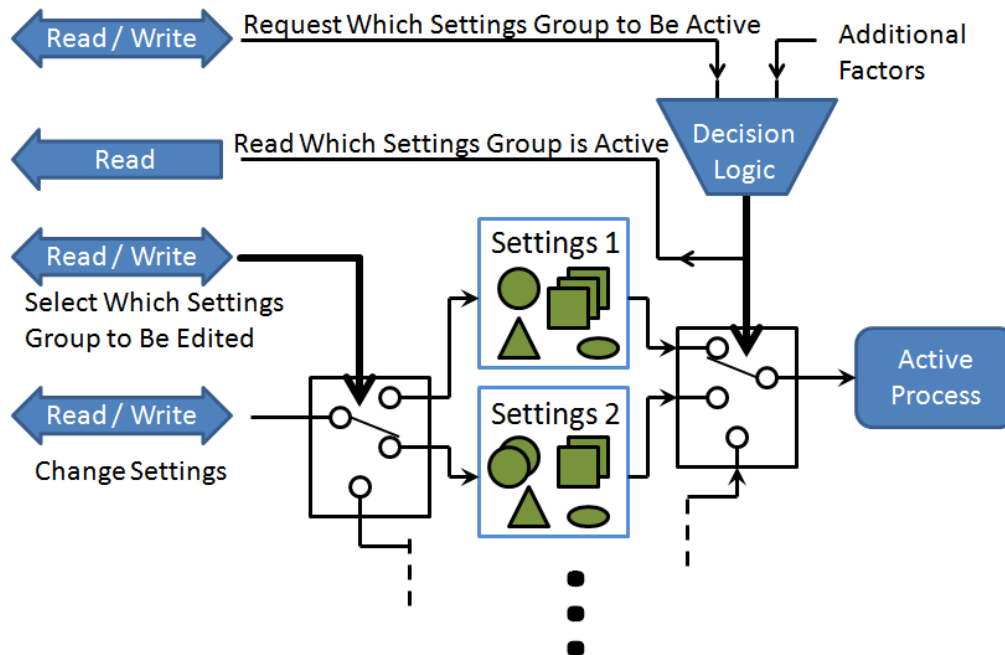 Read / Write
Request Which Settings Group to Be Active
Additional
Factors
Read
Read Which Settings Group is Active
Decision
Logic
Read / Write
Select Which Settings
Group to Be Edited
Settings 1
Read / Write
Change Settings
Settings 2
Active
Process